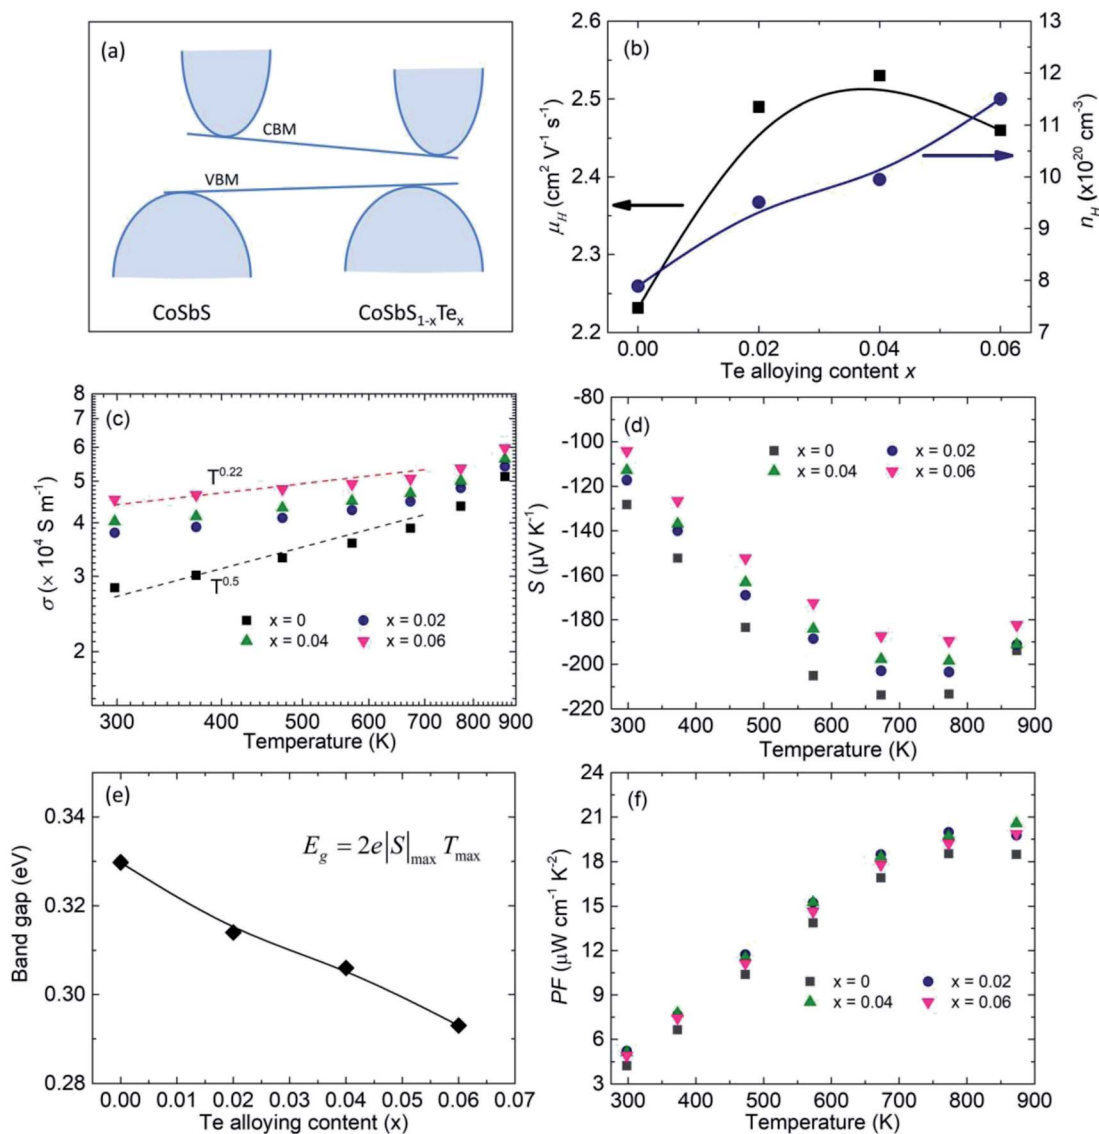 (a)
CBM
VBM
CoSbS
CoSbS1-xTex
(b)
2.6
2.5
2.4
2.3
2.2
μH (cm2 V-1 s-1)
13
12
11
10
9
8
7
nH (×1020 cm-3)
0.00 0.02 0.04 0.06
Te alloying content x
(c)
8
7
6
5
4
3
2
σ (× 104 S m-1)
T0.22
T0.5
x = 0 x = 0.02
x = 0.04 x = 0.06
300 400 500 600 700 800 900
Temperature (K)
(d)
-80
-100
-120
-140
-160
-180
-200
-220
S (μV K-1)
x = 0 x = 0.02
x = 0.04 x = 0.06
300 400 500 600 700 800 900
Temperature (K)
(e)
0.34
0.32
0.30
0.28
Band gap (eV)
Eg = 2e|S|max Tmax
0.00 0.01 0.02 0.03 0.04 0.05 0.06 0.07
Te alloying content (x)
(f)
24
21
18
15
12
9
6
3
PF (μW cm-1 K-2)
x = 0 x = 0.02
x = 0.04 x = 0.06
300 400 500 600 700 800 900
Temperature (K)